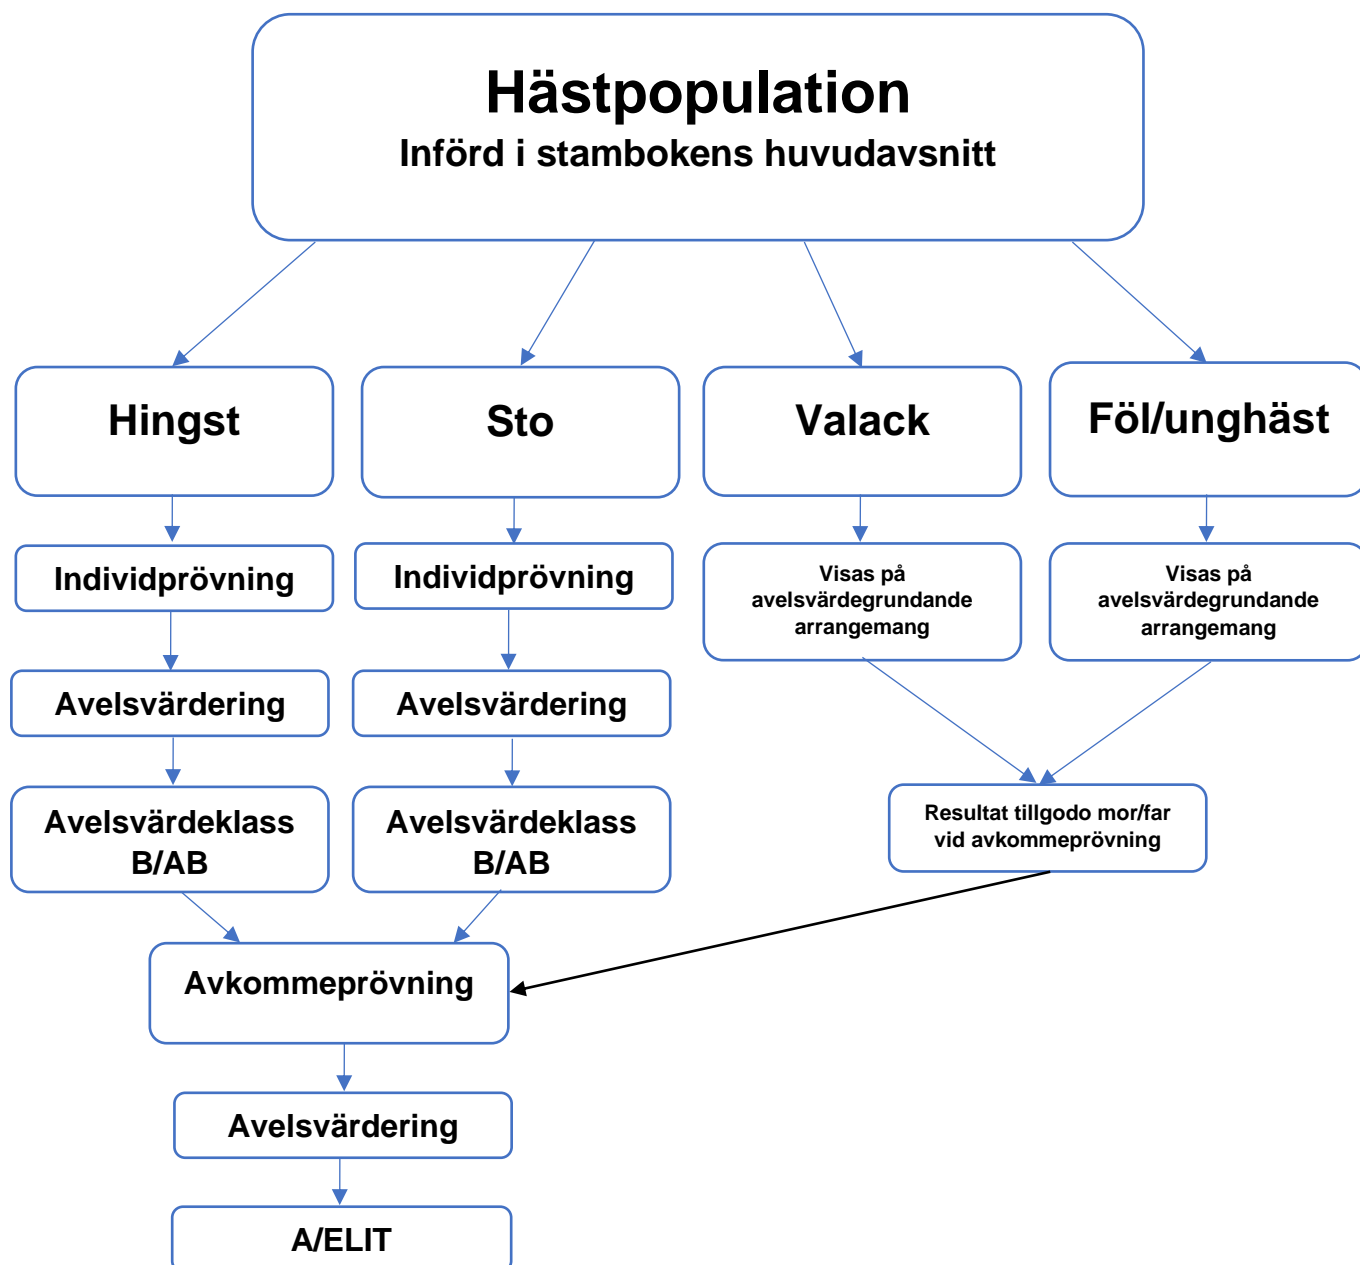 Hästpopulation
Införd i stambokens huvudavsnitt
Hingst
Sto
Valack
Föl/unghäst
Individprövning
Individprövning
Visas på
avelsvärdegrundande
arrangemang
Visas på
avelsvärdegrundande
arrangemang
Avelsvärdering
Avelsvärdering
Avelsvärdeklass
B/AB
Avelsvärdeklass
B/AB
Resultat tillgodo mor/far
vid avkommeprövning
Avkommeprövning
Avelsvärdering
A/ELIT